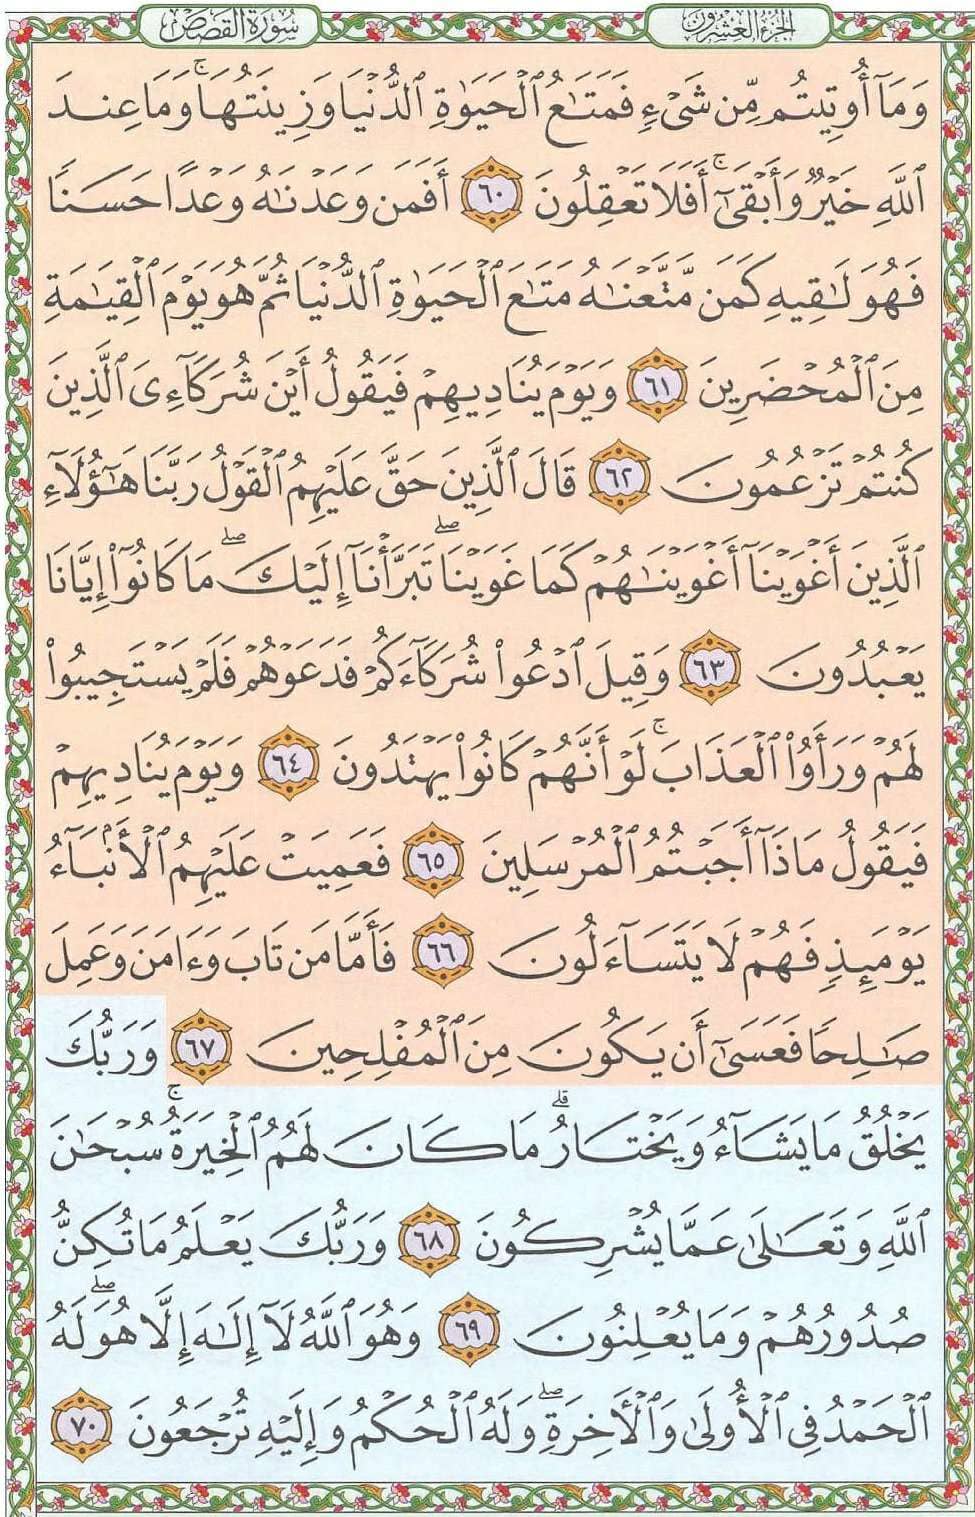 الجزء العشرون
سورة القصص
وَمَآ أُوتِيتُم مِّن شَىْءٍ فَمَتَٰعُ ٱلْحَيَوٰةِ ٱلدُّنْيَا وَزِينَتُهَا ۚ وَمَا عِندَ
ٱللَّهِ خَيْرٌ وَأَبْقَىٰٓ ۚ أَفَلَا تَعْقِلُونَ ٦٠ أَفَمَن وَعَدْنَٰهُ وَعْدًا حَسَنًا
فَهُوَ لَٰقِيهِ كَمَن مَّتَّعْنَٰهُ مَتَٰعَ ٱلْحَيَوٰةِ ٱلدُّنْيَا ثُمَّ هُوَ يَوْمَ ٱلْقِيَٰمَةِ
مِنَ ٱلْمُحْضَرِينَ ٦١ وَيَوْمَ يُنَادِيهِمْ فَيَقُولُ أَيْنَ شُرَكَآءِىَ ٱلَّذِينَ
كُنتُمْ تَزْعُمُونَ ٦٢ قَالَ ٱلَّذِينَ حَقَّ عَلَيْهِمُ ٱلْقَوْلُ رَبَّنَا هَٰٓؤُلَآءِ
ٱلَّذِينَ أَغْوَيْنَآ أَغْوَيْنَٰهُمْ كَمَا غَوَيْنَا ۖ تَبَرَّأْنَآ إِلَيْكَ ۖ مَا كَانُوٓا۟ إِيَّانَا
يَعْبُدُونَ ٦٣ وَقِيلَ ٱدْعُوا۟ شُرَكَآءَكُمْ فَدَعَوْهُمْ فَلَمْ يَسْتَجِيبُوا۟
لَهُمْ وَرَأَوُا۟ ٱلْعَذَابَ ۚ لَوْ أَنَّهُمْ كَانُوا۟ يَهْتَدُونَ ٦٤ وَيَوْمَ يُنَادِيهِمْ
فَيَقُولُ مَاذَآ أَجَبْتُمُ ٱلْمُرْسَلِينَ ٦٥ فَعَمِيَتْ عَلَيْهِمُ ٱلْأَنۢبَآءُ
يَوْمَئِذٍ فَهُمْ لَا يَتَسَآءَلُونَ ٦٦ فَأَمَّا مَن تَابَ وَءَامَنَ وَعَمِلَ
صَٰلِحًا فَعَسَىٰٓ أَن يَكُونَ مِنَ ٱلْمُفْلِحِينَ ٦٧ وَرَبُّكَ
يَخْلُقُ مَا يَشَآءُ وَيَخْتَارُ ۗ مَا كَانَ لَهُمُ ٱلْخِيَرَةُ ۚ سُبْحَٰنَ
ٱللَّهِ وَتَعَٰلَىٰ عَمَّا يُشْرِكُونَ ٦٨ وَرَبُّكَ يَعْلَمُ مَا تُكِنُّ
صُدُورُهُمْ وَمَا يُعْلِنُونَ ٦٩ وَهُوَ ٱللَّهُ لَآ إِلَٰهَ إِلَّا هُوَ ۖ لَهُ
ٱلْحَمْدُ فِى ٱلْأُولَىٰ وَٱلْأَخِرَةِ ۖ وَلَهُ ٱلْحُكْمُ وَإِلَيْهِ تُرْجَعُونَ ٧٠